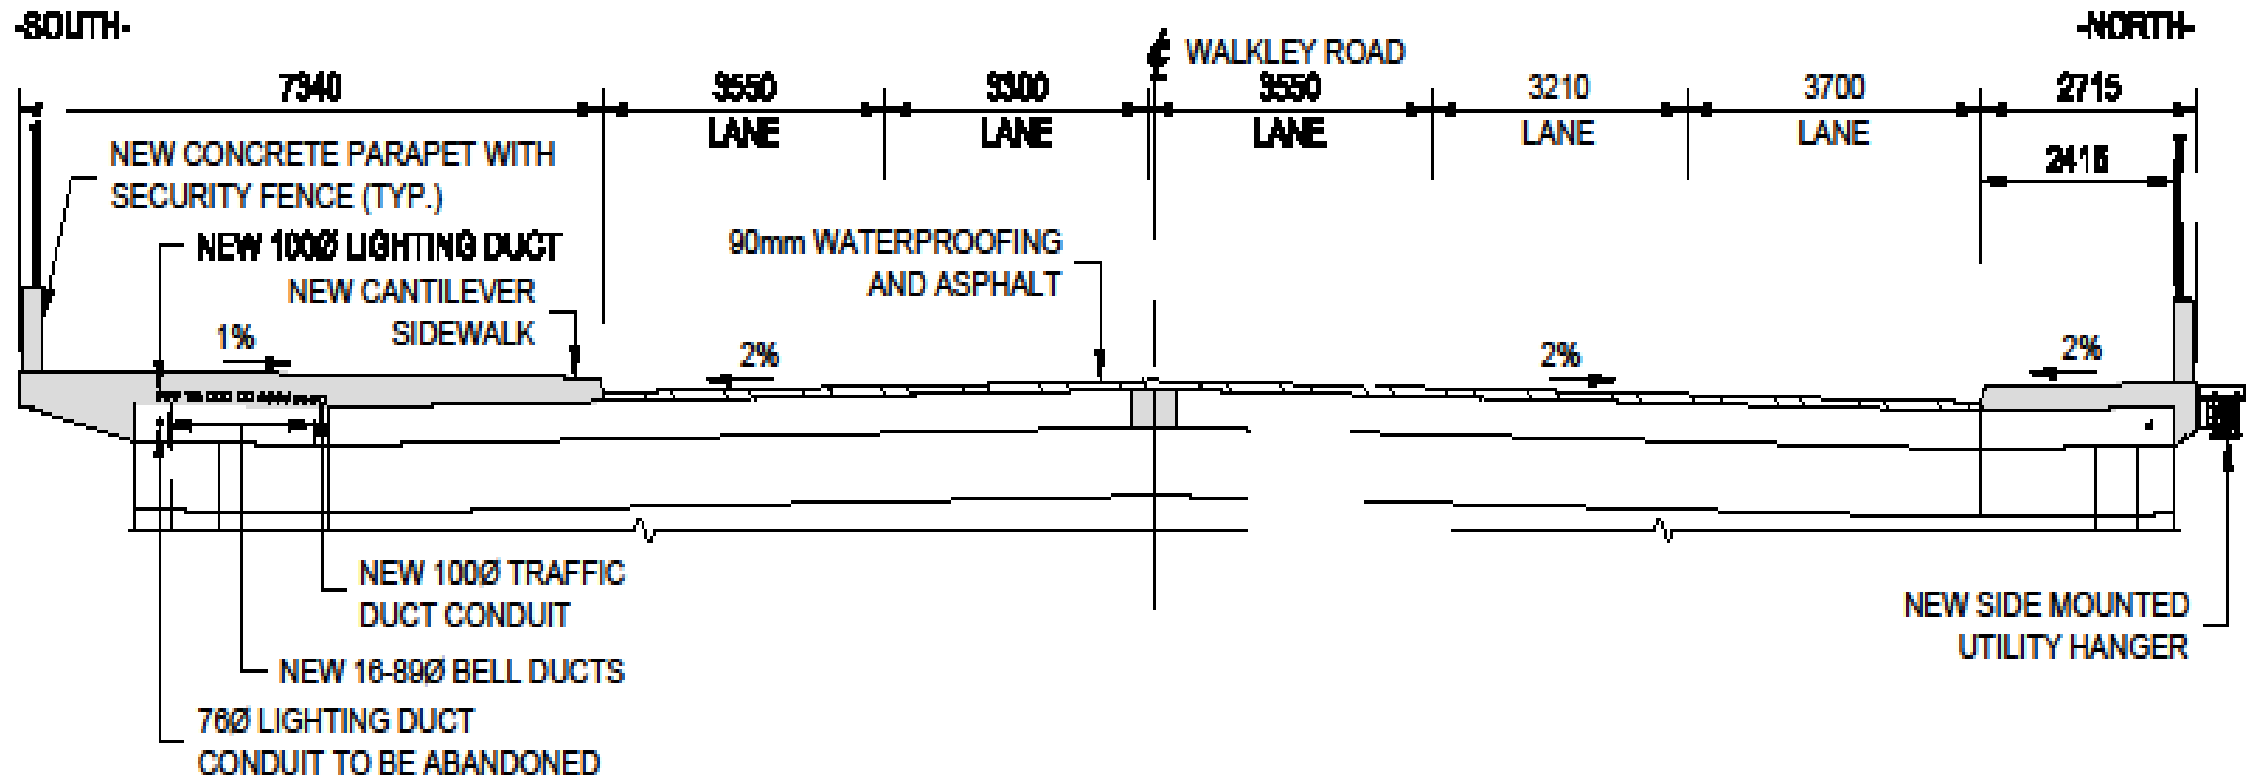 -SOUTH-
-NORTH-
WALKLEY ROAD
7340
3550
3300
3550
3210
3700
2715
LANE
LANE
LANE
LANE
LANE
2415
NEW CONCRETE PARAPET WITH
SECURITY FENCE (TYP.)
NEW 100Ø LIGHTING DUCT
NEW CANTILEVER
SIDEWALK
90mm WATERPROOFING
AND ASPHALT
1%
2%
2%
2%
NEW 100Ø TRAFFIC
DUCT CONDUIT
NEW 16-89Ø BELL DUCTS
76Ø LIGHTING DUCT
CONDUIT TO BE ABANDONED
NEW SIDE MOUNTED
UTILITY HANGER